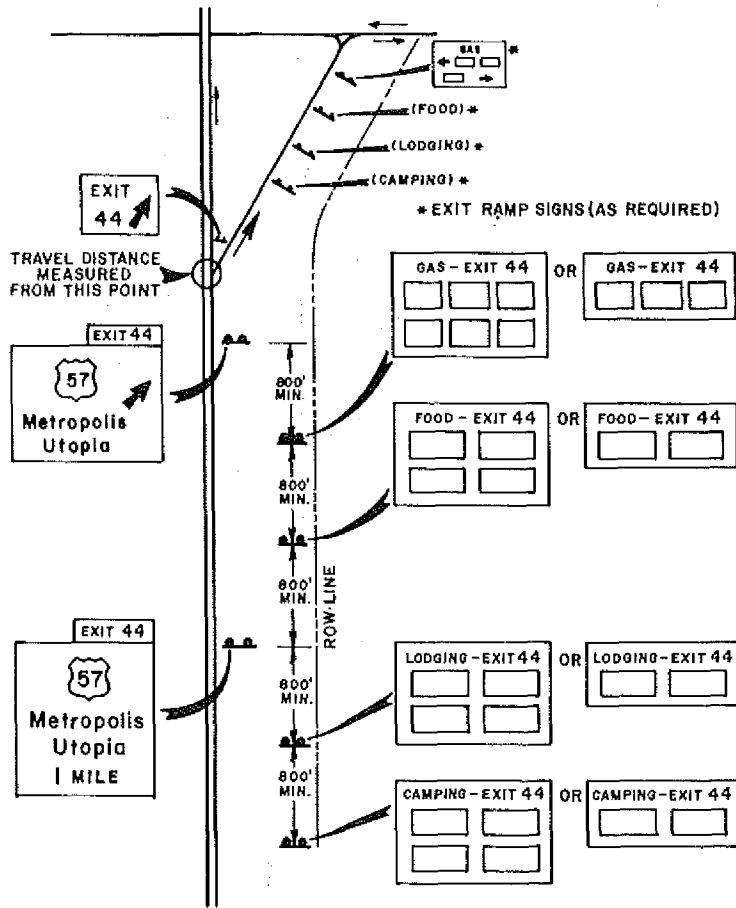 GAS *
(FOOD) *
(LODGING) *
(CAMPING) *
* EXIT RAMP SIGNS (AS REQUIRED)
EXIT
44
TRAVEL DISTANCE
MEASURED
FROM THIS POINT
EXIT 44
57
Metropolis
Utopia
800'
MIN.
GAS-EXIT 44
OR
GAS-EXIT 44
800'
MIN.
FOOD-EXIT 44
OR
FOOD-EXIT 44
800'
MIN.
ROW-LINE
EXIT 44
57
Metropolis
Utopia
1 MILE
800'
MIN.
LODGING-EXIT 44
OR
LODGING-EXIT 44
800'
MIN.
CAMPING-EXIT 44
OR
CAMPING-EXIT 44